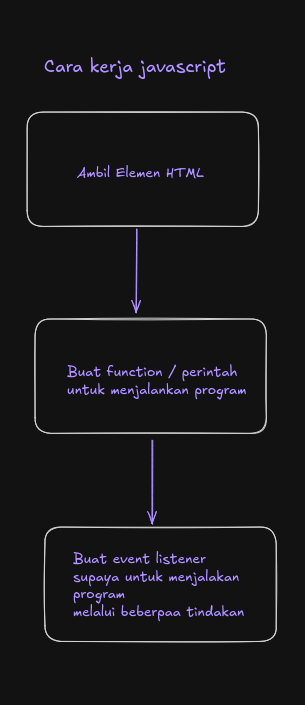 Cara kerja javascript
Ambil Elemen HTML
Buat function / perintah
untuk menjalankan program
Buat event listener
supaya untuk menjalakan
program
melalui beberpaa tindakan